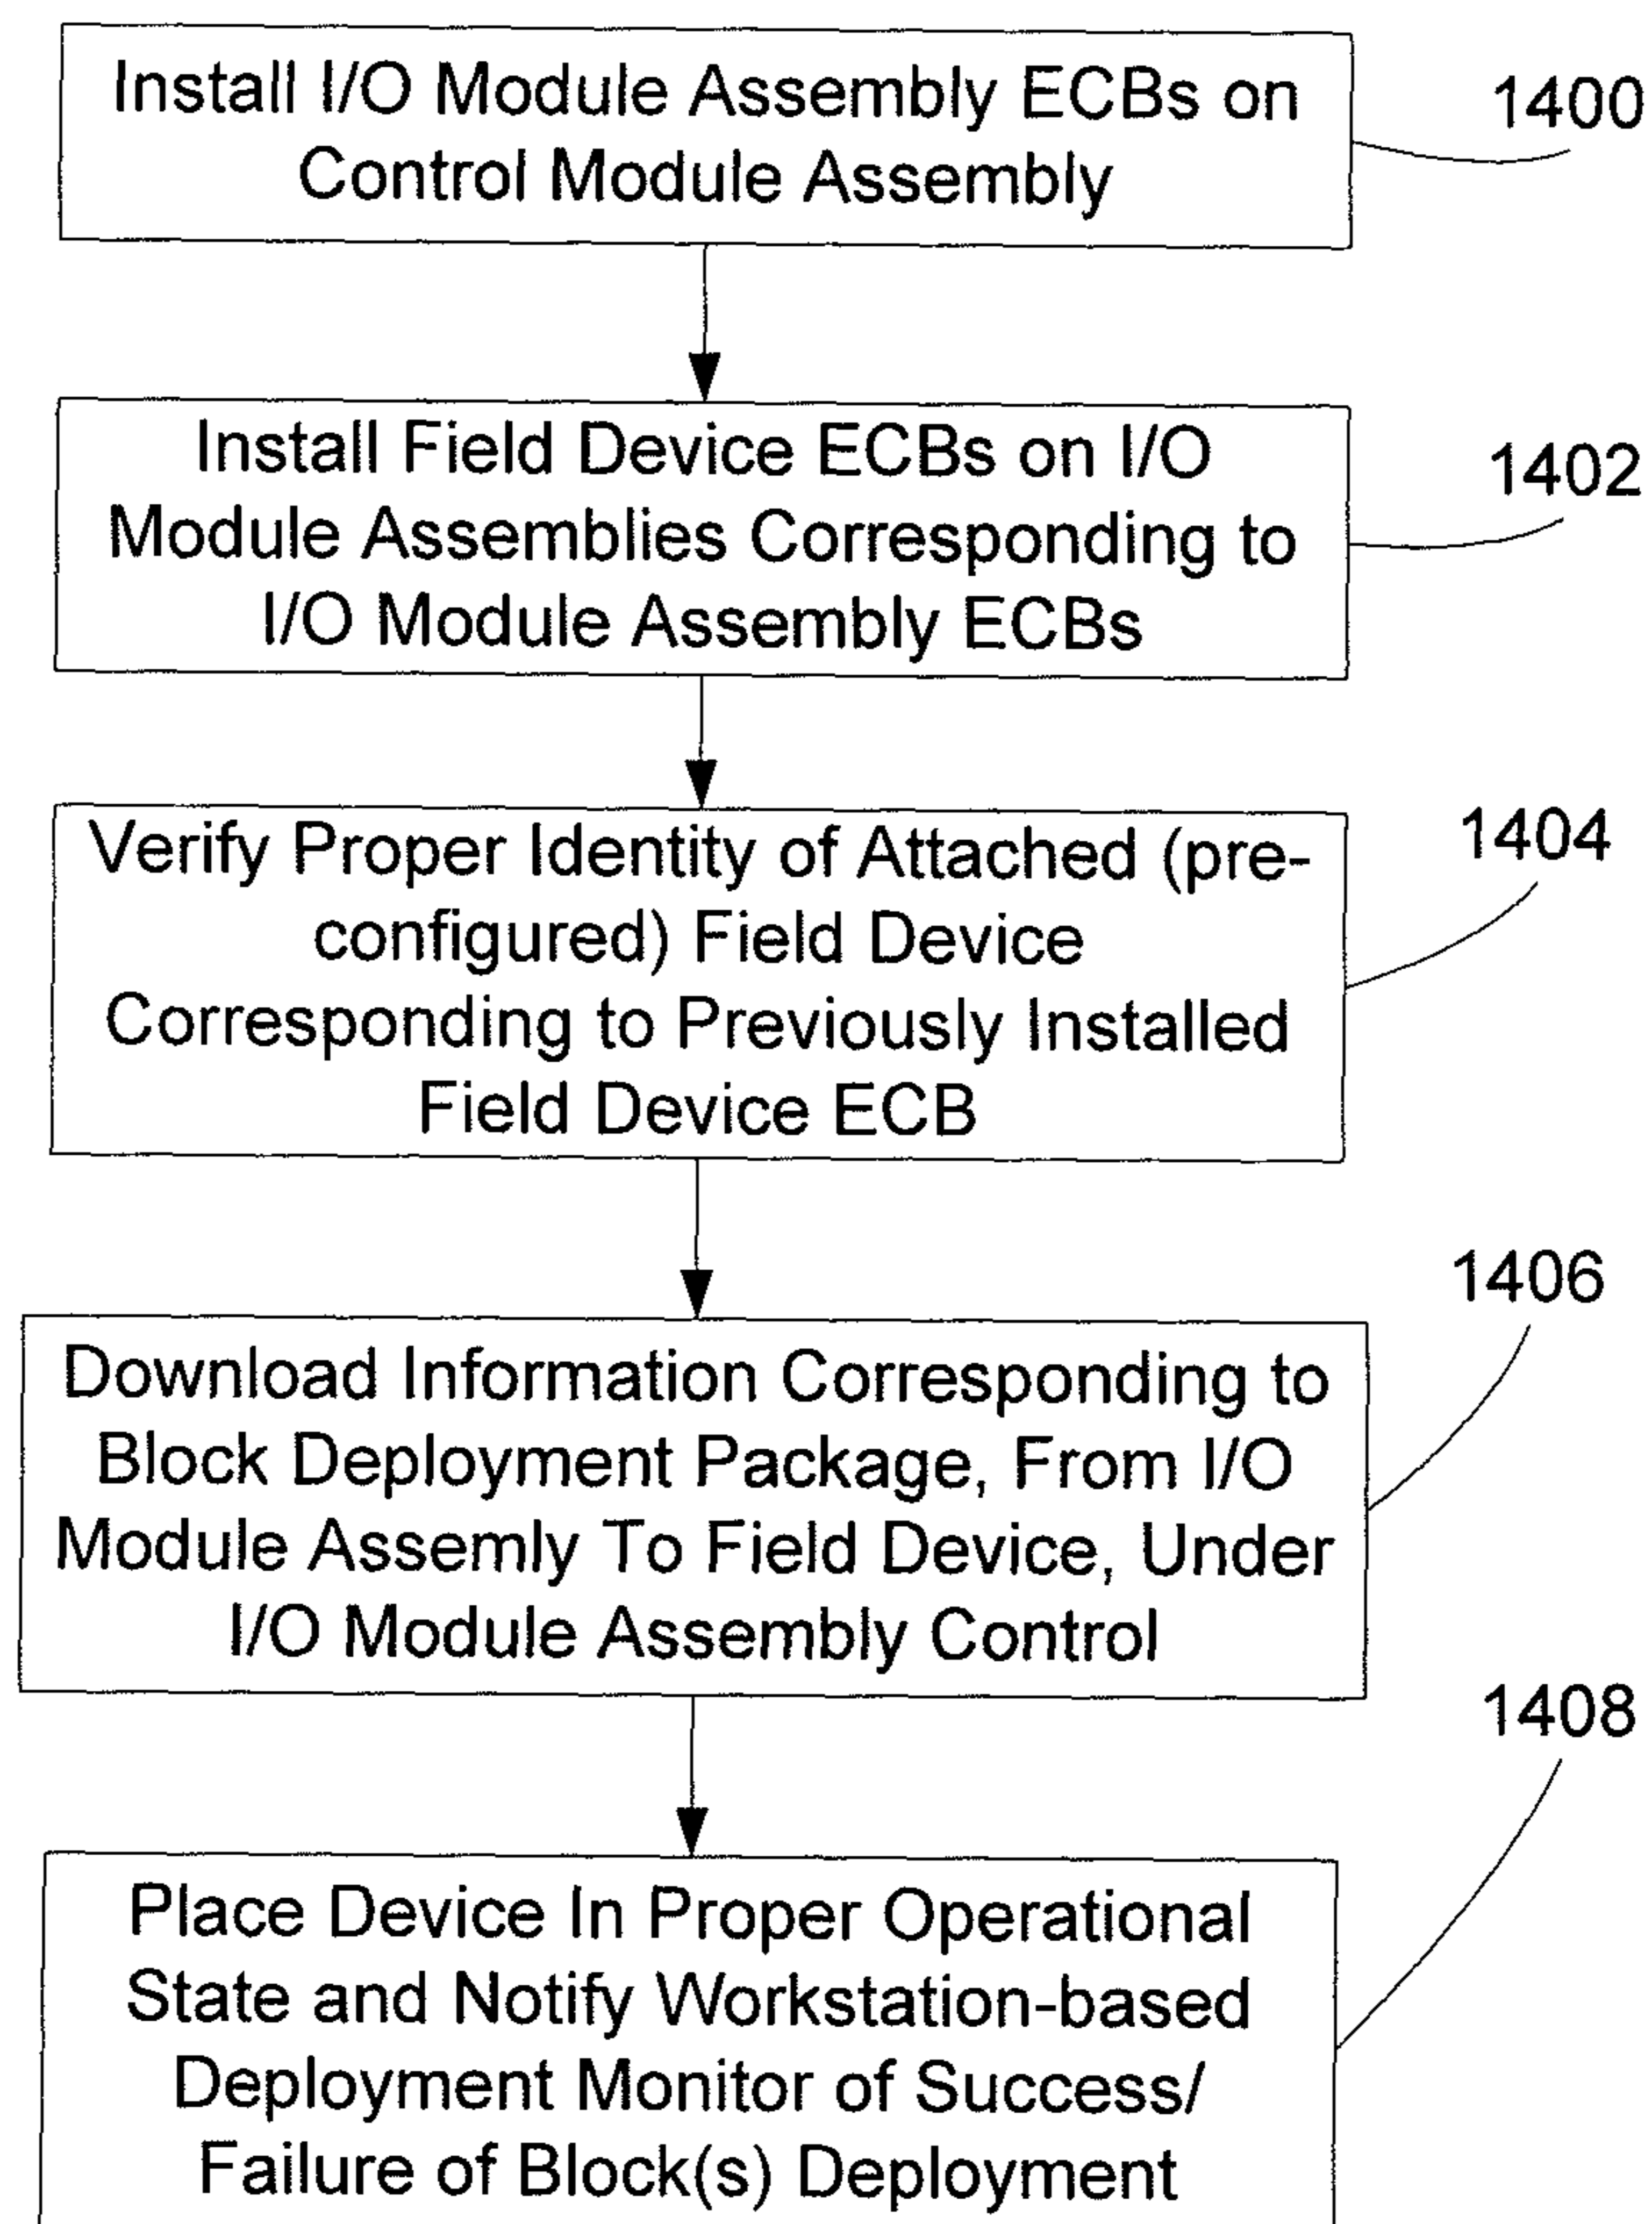 Install I/O Module Assembly ECBs on
Control Module Assembly
1400
Install Field Device ECBs on I/O
Module Assemblies Corresponding to
I/O Module Assembly ECBs
1402
Verify Proper Identity of Attached (pre-
configured) Field Device
Corresponding to Previously Installed
Field Device ECB
1404
Download Information Corresponding to
Block Deployment Package, From I/O
Module Assemly To Field Device, Under
I/O Module Assembly Control
1406
Place Device In Proper Operational
State and Notify Workstation-based
Deployment Monitor of Success/
Failure of Block(s) Deployment
1408